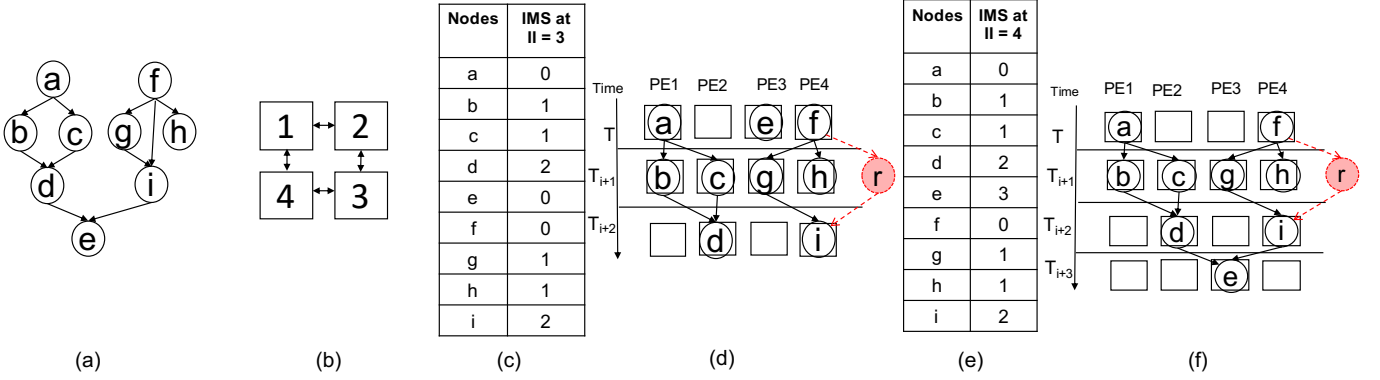 a
f
b
c
g
h
d
i
e
(a)
1
2
4
3
(b)
Nodes IMS at II = 3
a 0
b 1
c 1
d 2
e 0
f 0
g 1
h 1
i 2
(c)
Time PE1 PE2 PE3 PE4
T a e f
Ti+1 b c g h r
Ti+2 d i
(d)
Nodes IMS at II = 4
a 0
b 1
c 1
d 2
e 3
f 0
g 1
h 1
i 2
(e)
Time PE1 PE2 PE3 PE4
T a f
Ti+1 b c g h r
Ti+2 d i
Ti+3 e
(f)